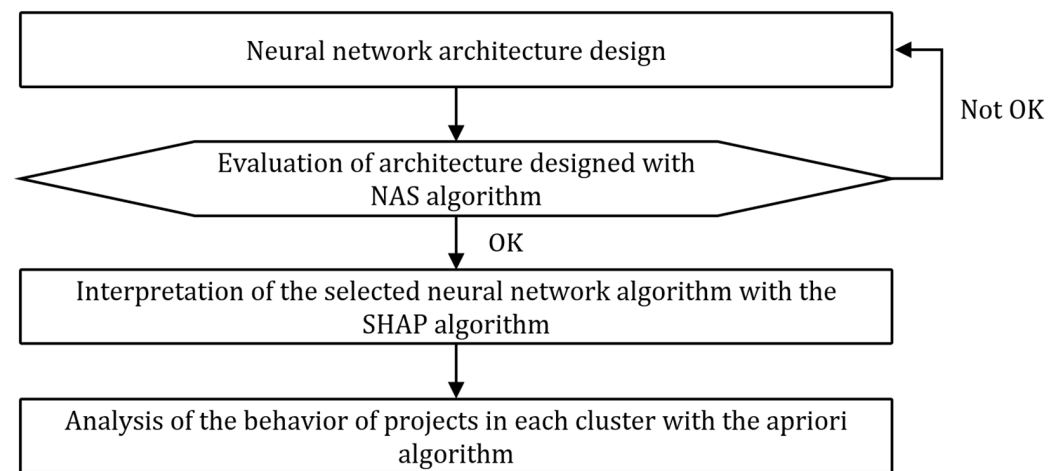 Neural network architecture design
Not OK
Evaluation of architecture designed with
NAS algorithm
OK
Interpretation of the selected neural network algorithm with the
SHAP algorithm
Analysis of the behavior of projects in each cluster with the apriori
algorithm